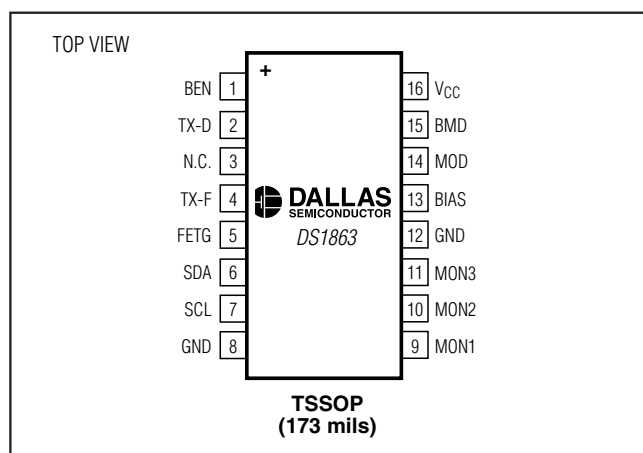 TOP VIEW
+
BEN 1
TX-D 2
N.C. 3
TX-F 4
FETG 5
SDA 6
SCL 7
GND 8
DALLAS
SEMICONDUCTOR
DS1863
16 VCC
15 BMD
14 MOD
13 BIAS
12 GND
11 MON3
10 MON2
9 MON1
TSSOP
(173 mils)